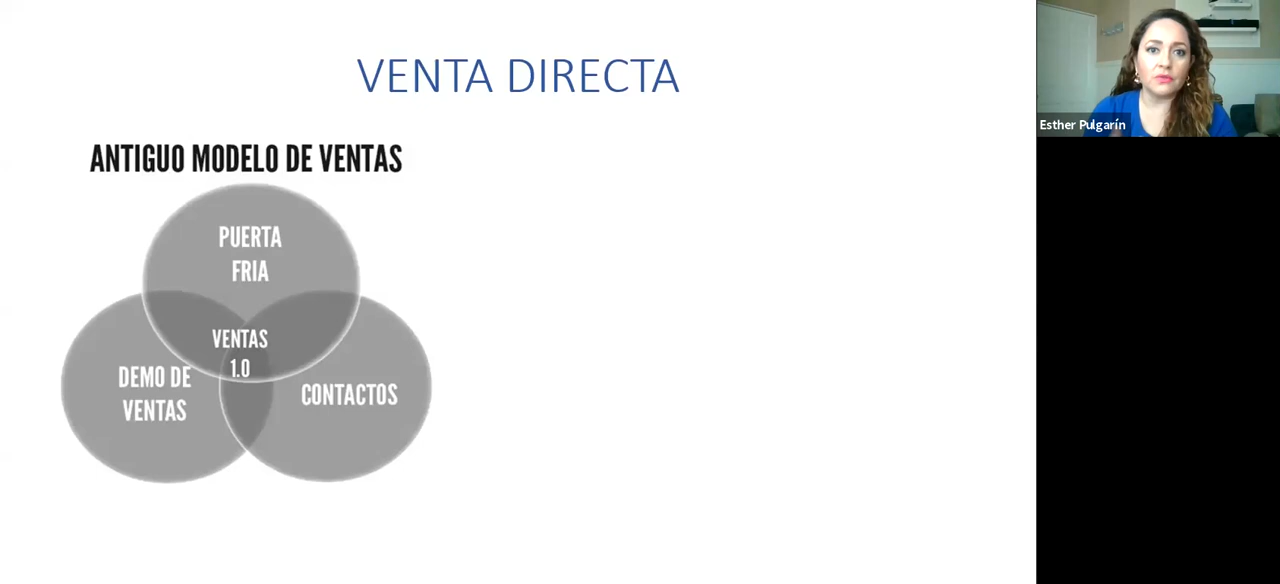 VENTA DIRECTA
ANTIGUO MODELO DE VENTAS
PUERTA
FRIA
VENTAS
1.0
DEMO DE
VENTAS
CONTACTOS
Esther Pulgarín